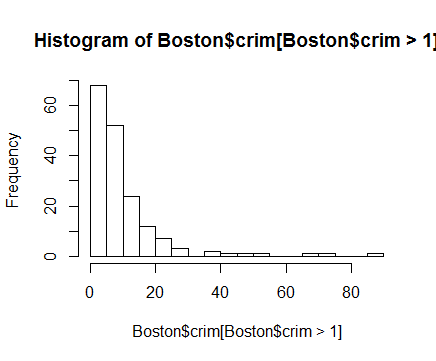 Histogram of Boston$crim[Boston$crim > 1]
Frequency
60
40
20
0
0 20 40 60 80
Boston$crim[Boston$crim > 1]